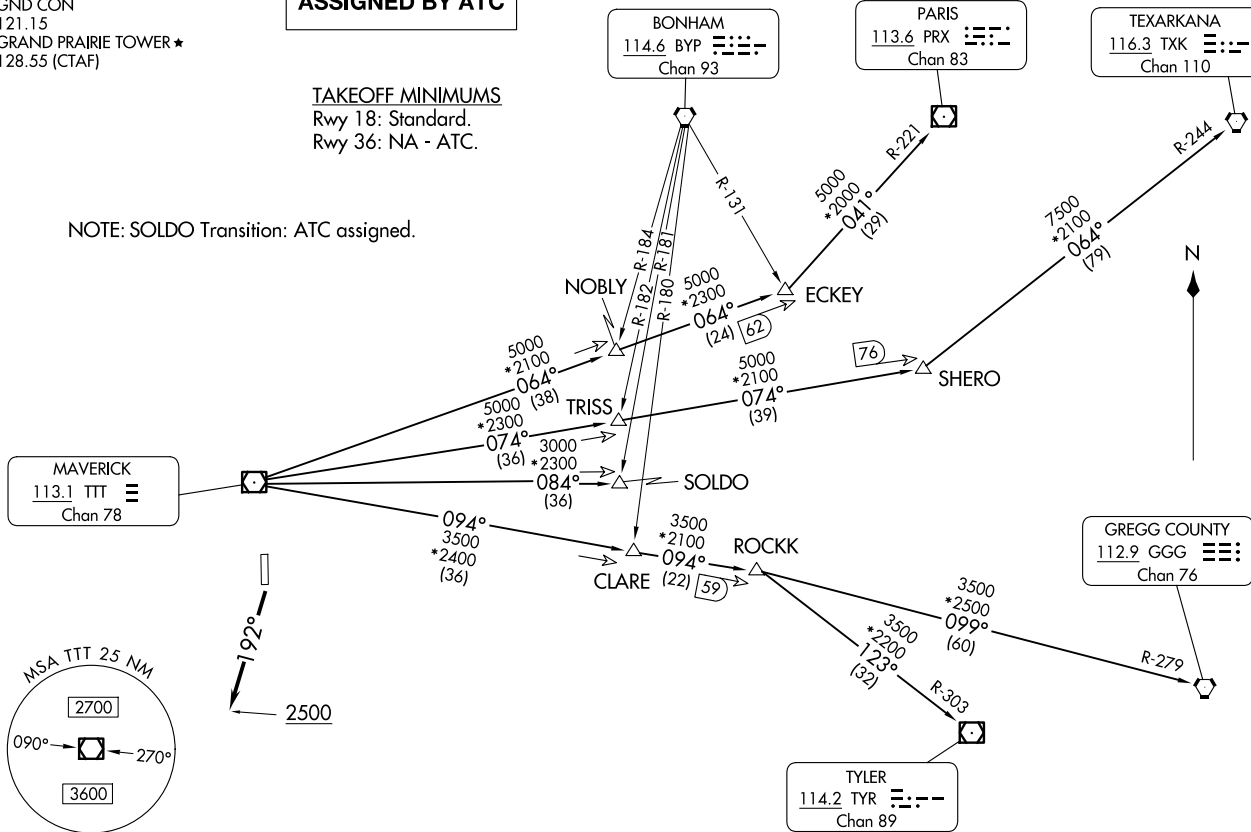 GND CON
121.15
GRAND PRAIRIE TOWER ★
128.55 (CTAF)
ASSIGNED BY ATC
TAKEOFF MINIMUMS
Rwy 18: Standard.
Rwy 36: NA - ATC.
NOTE: SOLDO Transition: ATC assigned.
BONHAM
114.6 BYP
Chan 93
PARIS
113.6 PRX
Chan 83
TEXARKANA
116.3 TXK
Chan 110
R-221
R-244
R-131
R-184
R-181
R-182
R-180
5000
*2000
041°
(29)
7500
*2100
064°
(79)
N
NOBLY
5000
*2300
064°
(24)
62
ECKEY
5000
*2100
064°
(38)
TRISS
5000
*2100
074°
(39)
76
SHERO
5000
*2300
074°
(36)
3000
*2300
084°
(36)
SOLDO
MAVERICK
113.1 TTT
Chan 78
094°
3500
*2400
(36)
CLARE
3500
*2100
094°
(22)
59
ROCKK
GREGG COUNTY
112.9 GGG
Chan 76
3500
*2500
099°
(60)
R-279
3500
*2200
123°
(32)
R-303
TYLER
114.2 TYR
Chan 89
192°
2500
MSA TTT 25 NM
2700
090°
270°
3600